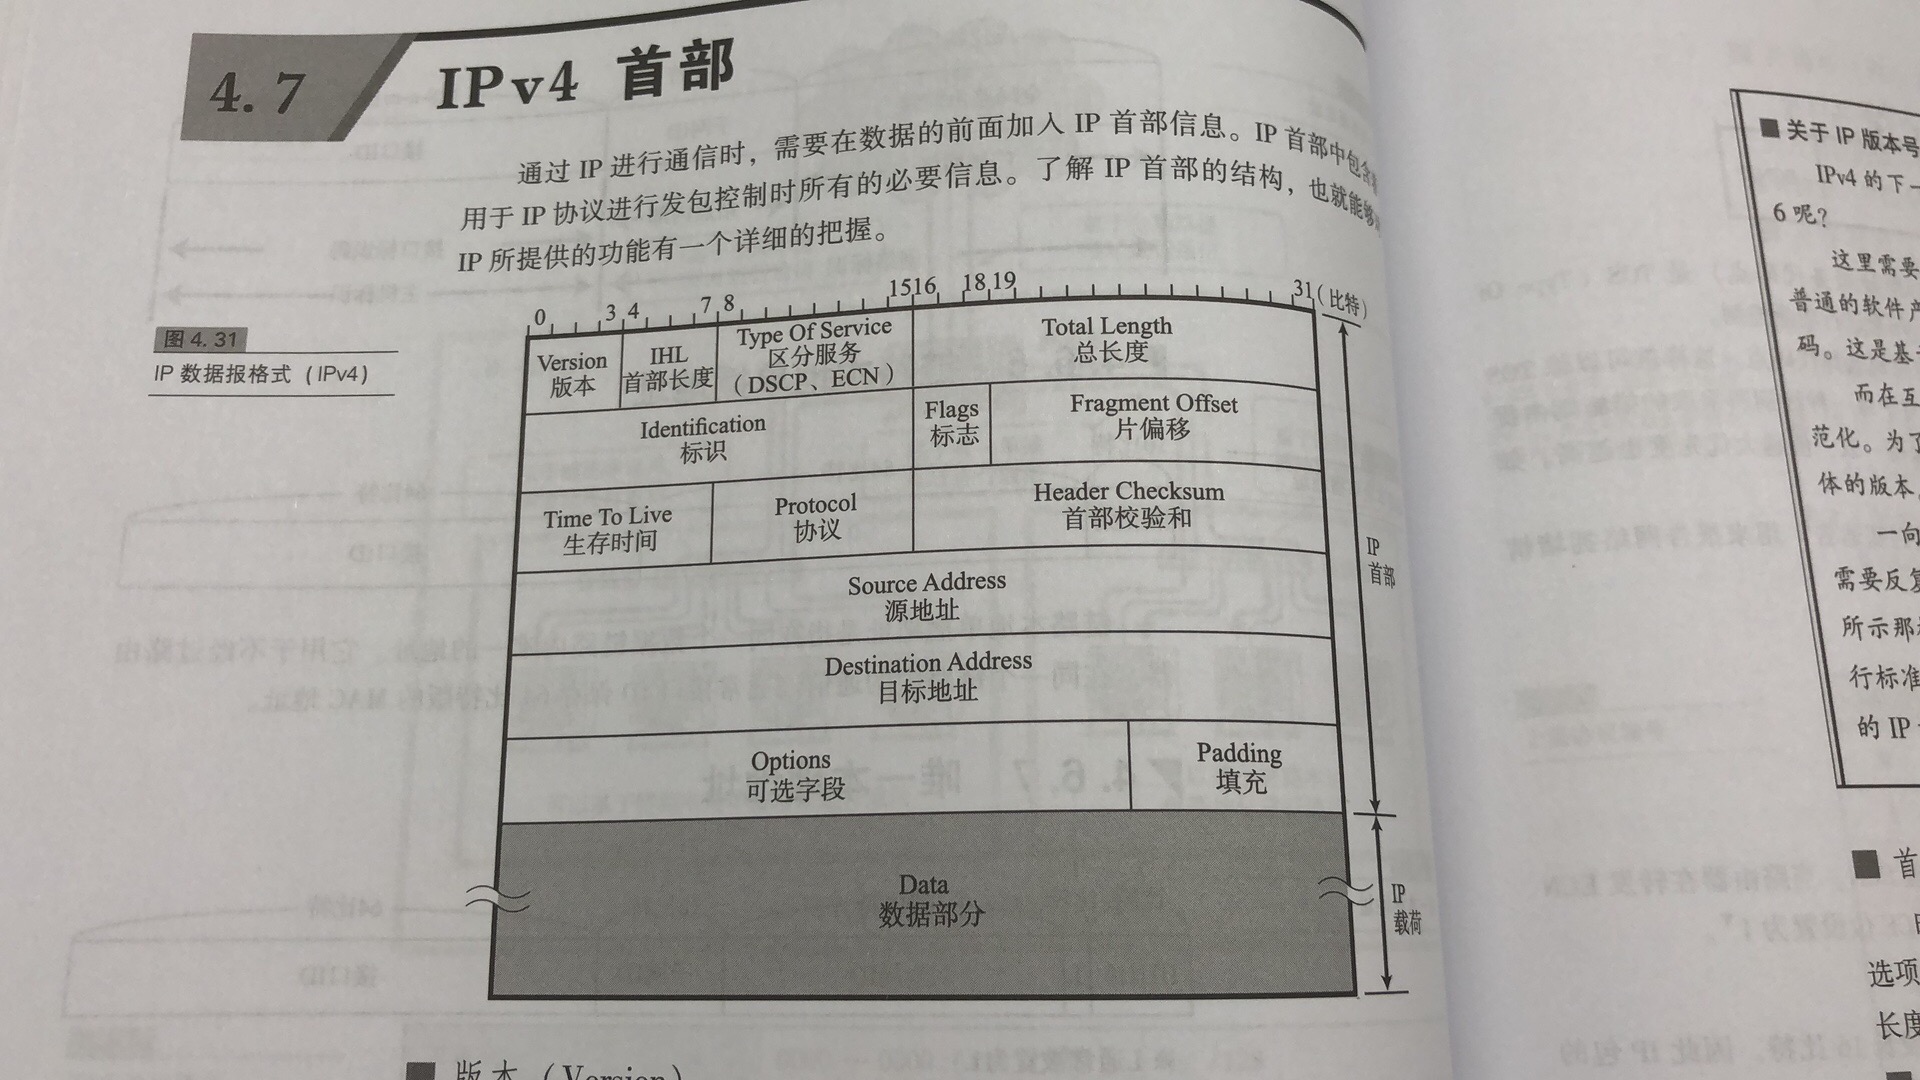 4.7 IPv4 首部
通过 IP 进行通信时，需要在数据的前面加入 IP 首部信息。IP 首部中包含
用于 IP 协议进行发包控制时所有的必要信息。了解 IP 首部的结构，也就能够
IP 所提供的功能有一个详细的把握。
图 4.31
IP 数据报格式（IPv4）
0 3 4 7 8 15 16 18 19 31（比特）
Version
版本
IHL
首部长度
Type Of Service
区分服务
（DSCP、ECN）
Total Length
总长度
Identification
标识
Flags
标志
Fragment Offset
片偏移
Time To Live
生存时间
Protocol
协议
Header Checksum
首部校验和
Source Address
源地址
Destination Address
目标地址
Options
可选字段
Padding
填充
IP
首部
Data
数据部分
IP
载荷
■ 版本（Version）
■ 关于 IP 版本号
IPv4 的下一
6 呢？
这里需要
普通的软件产
码。这是基
而在互
范化。为了
体的版本，
一向
需要反复
所示那
行标准
的 IP
■ 首
选项
长度